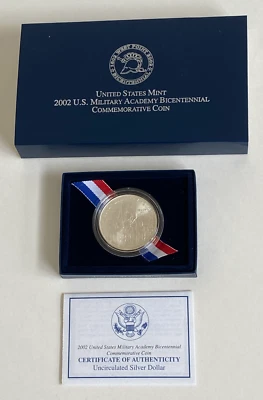 UNITED STATES MINT
2002 U.S. MILITARY ACADEMY BICENTENNIAL
COMMEMORATIVE COIN
2002 United States Military Academy Bicentennial
Commemorative Coin
CERTIFICATE OF AUTHENTICITY
Uncirculated Silver Dollar